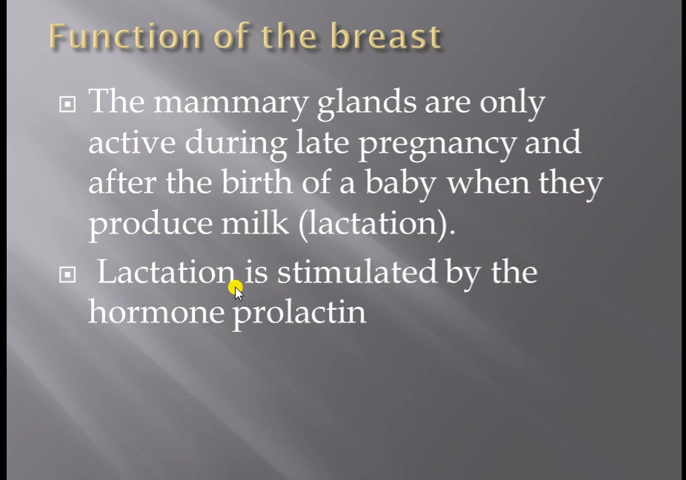 Function of the breast
The mammary glands are only
active during late pregnancy and
after the birth of a baby when they
produce milk (lactation).
Lactation is stimulated by the
hormone prolactin